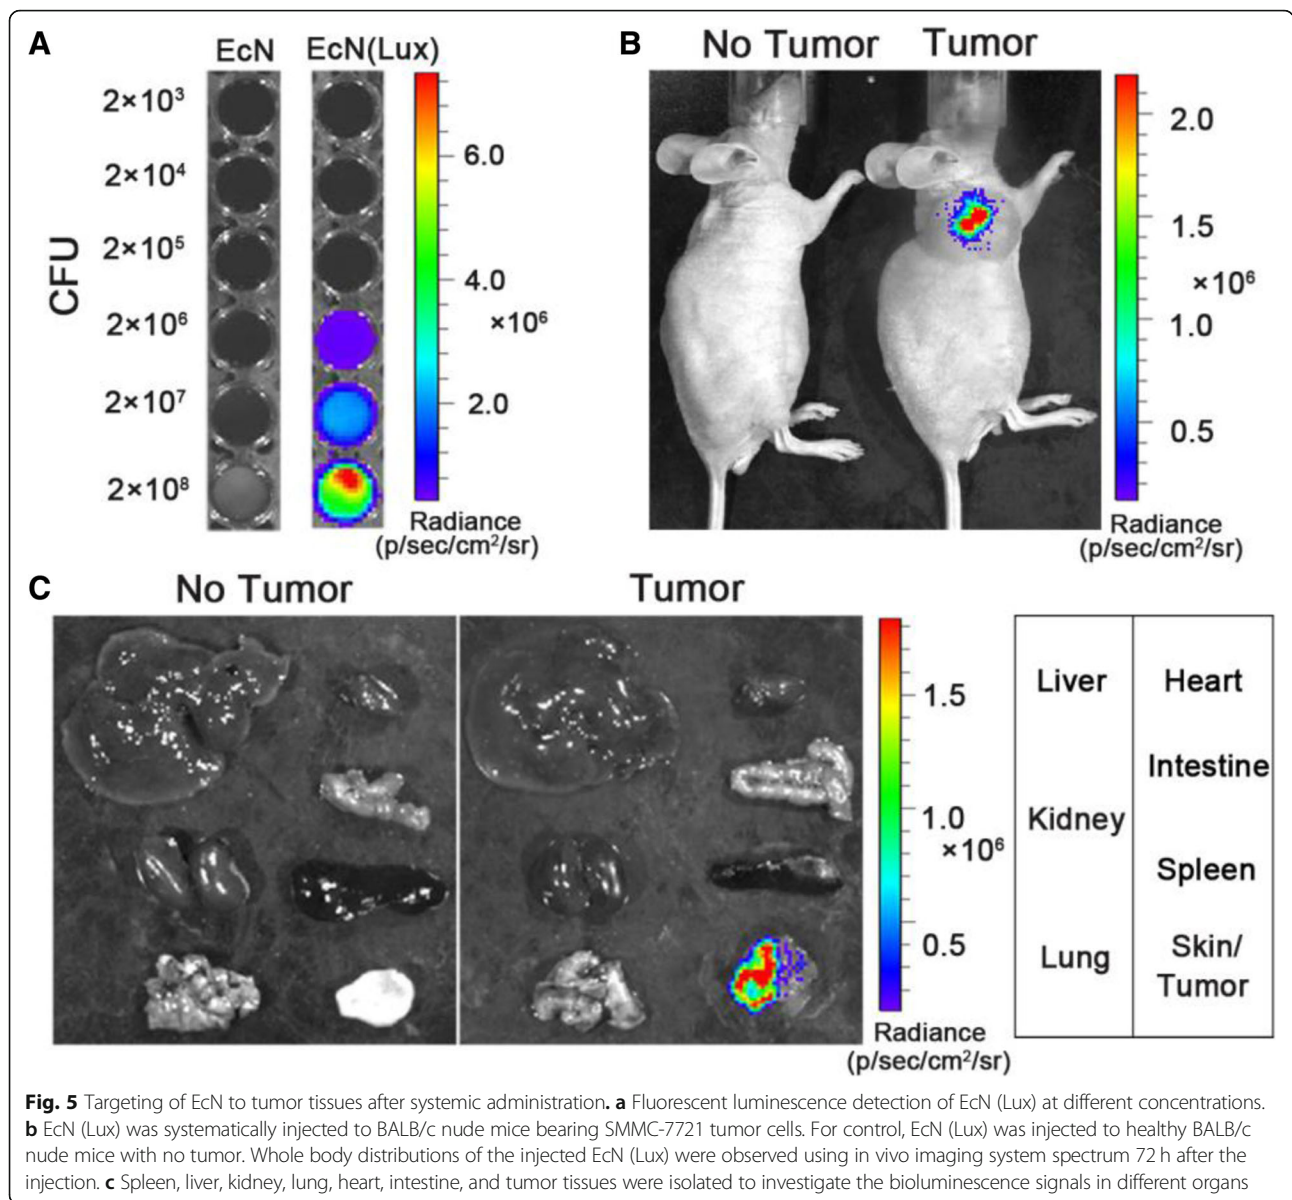 A
EcN EcN(Lux)
2×10³
2×10⁴
2×10⁵
2×10⁶
2×10⁷
2×10⁸
CFU
6.0
4.0
×10⁶
2.0
Radiance
(p/sec/cm²/sr)
B
No Tumor Tumor
2.0
1.5
×10⁶
1.0
0.5
Radiance
(p/sec/cm²/sr)
C
No Tumor Tumor
1.5
1.0
×10⁶
0.5
Radiance
(p/sec/cm²/sr)
Liver Heart
Intestine
Kidney
Spleen
Lung Skin/
Tumor
Fig. 5 Targeting of EcN to tumor tissues after systemic administration. a Fluorescent luminescence detection of EcN (Lux) at different concentrations.
b EcN (Lux) was systematically injected to BALB/c nude mice bearing SMMC-7721 tumor cells. For control, EcN (Lux) was injected to healthy BALB/c
nude mice with no tumor. Whole body distributions of the injected EcN (Lux) were observed using in vivo imaging system spectrum 72 h after the
injection. c Spleen, liver, kidney, lung, heart, intestine, and tumor tissues were isolated to investigate the bioluminescence signals in different organs